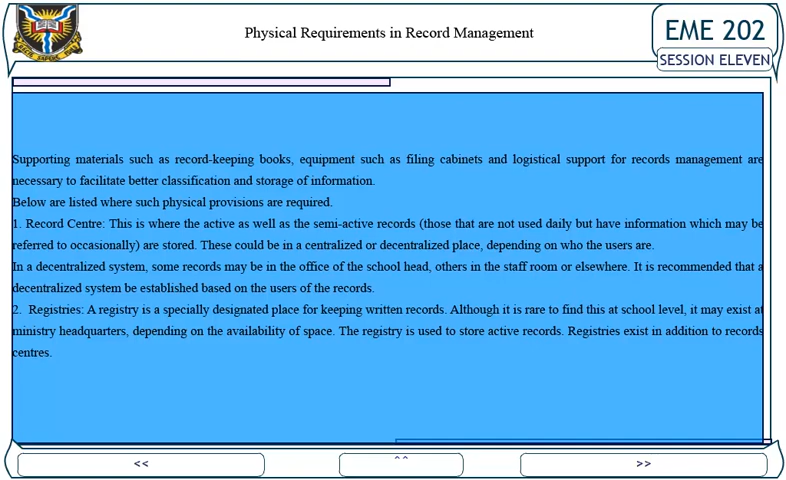 Physical Requirements in Record Management
EME 202
SESSION ELEVEN
Supporting materials such as record-keeping books, equipment such as filing cabinets and logistical support for records management are
necessary to facilitate better classification and storage of information.
Below are listed where such physical provisions are required.
1. Record Centre: This is where the active as well as the semi-active records (those that are not used daily but have information which may be
referred to occasionally) are stored. These could be in a centralized or decentralized place, depending on who the users are.
In a decentralized system, some records may be in the office of the school head, others in the staff room or elsewhere. It is recommended that a
decentralized system be established based on the users of the records.
2. Registries: A registry is a specially designated place for keeping written records. Although it is rare to find this at school level, it may exist at
ministry headquarters, depending on the availability of space. The registry is used to store active records. Registries exist in addition to records
centres.
<< ^^ >>